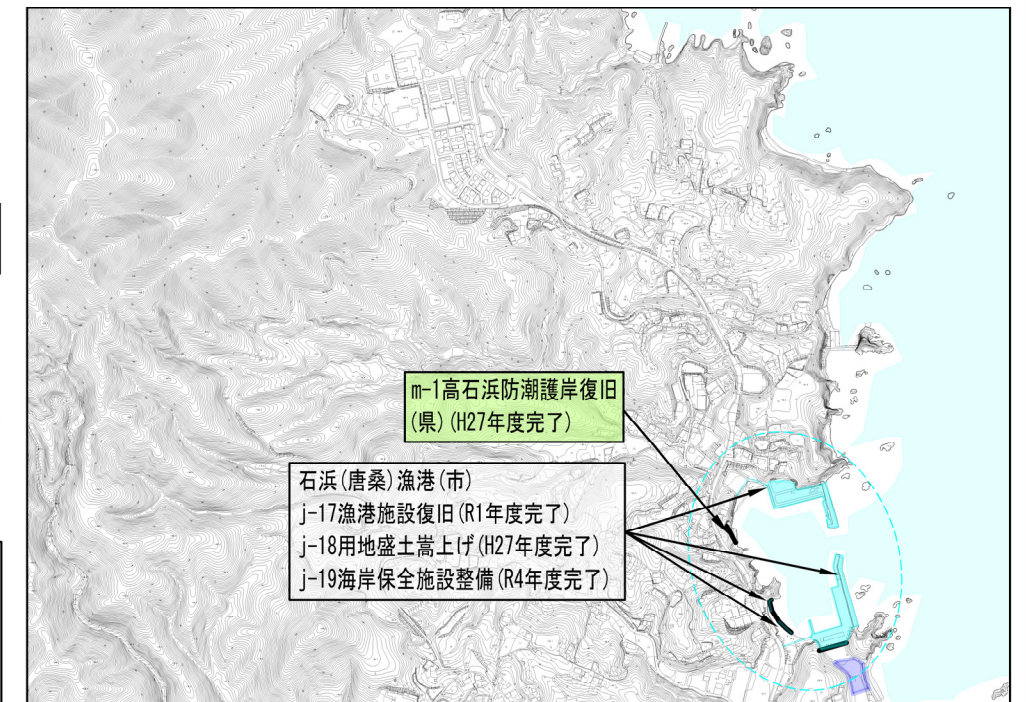 m-1高石浜防潮護岸復旧
(県)(H27年度完了)
石浜(唐桑)漁港(市)
j-17漁港施設復旧(R1年度完了)
j-18用地盛土嵩上げ(H27年度完了)
j-19海岸保全施設整備(R4年度完了)